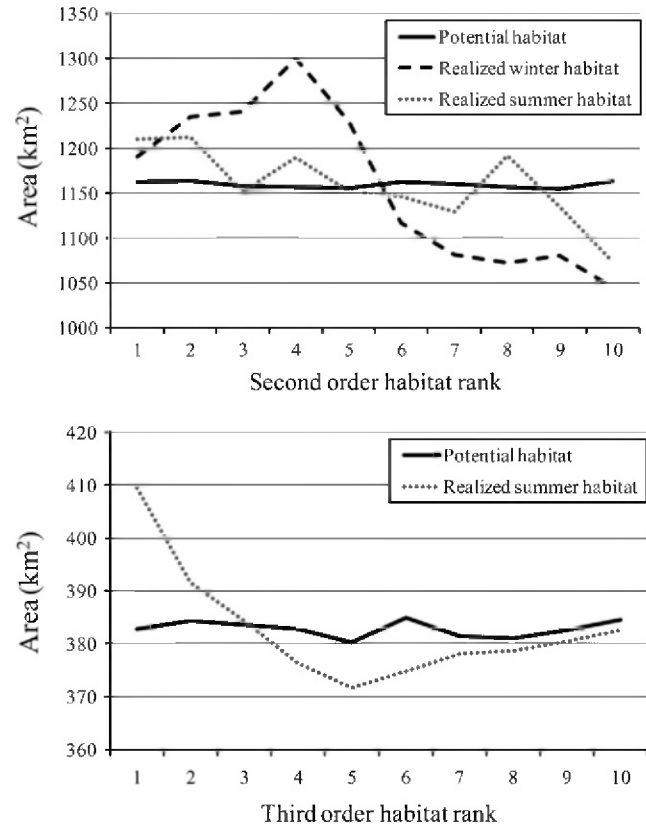 1350
1300
1250
1200
1150
1100
1050
1000
Area (km²)
Potential habitat
Realized winter habitat
Realized summer habitat
1 2 3 4 5 6 7 8 9 10
Second order habitat rank
420
410
400
390
380
370
360
Area (km²)
Potential habitat
Realized summer habitat
1 2 3 4 5 6 7 8 9 10
Third order habitat rank